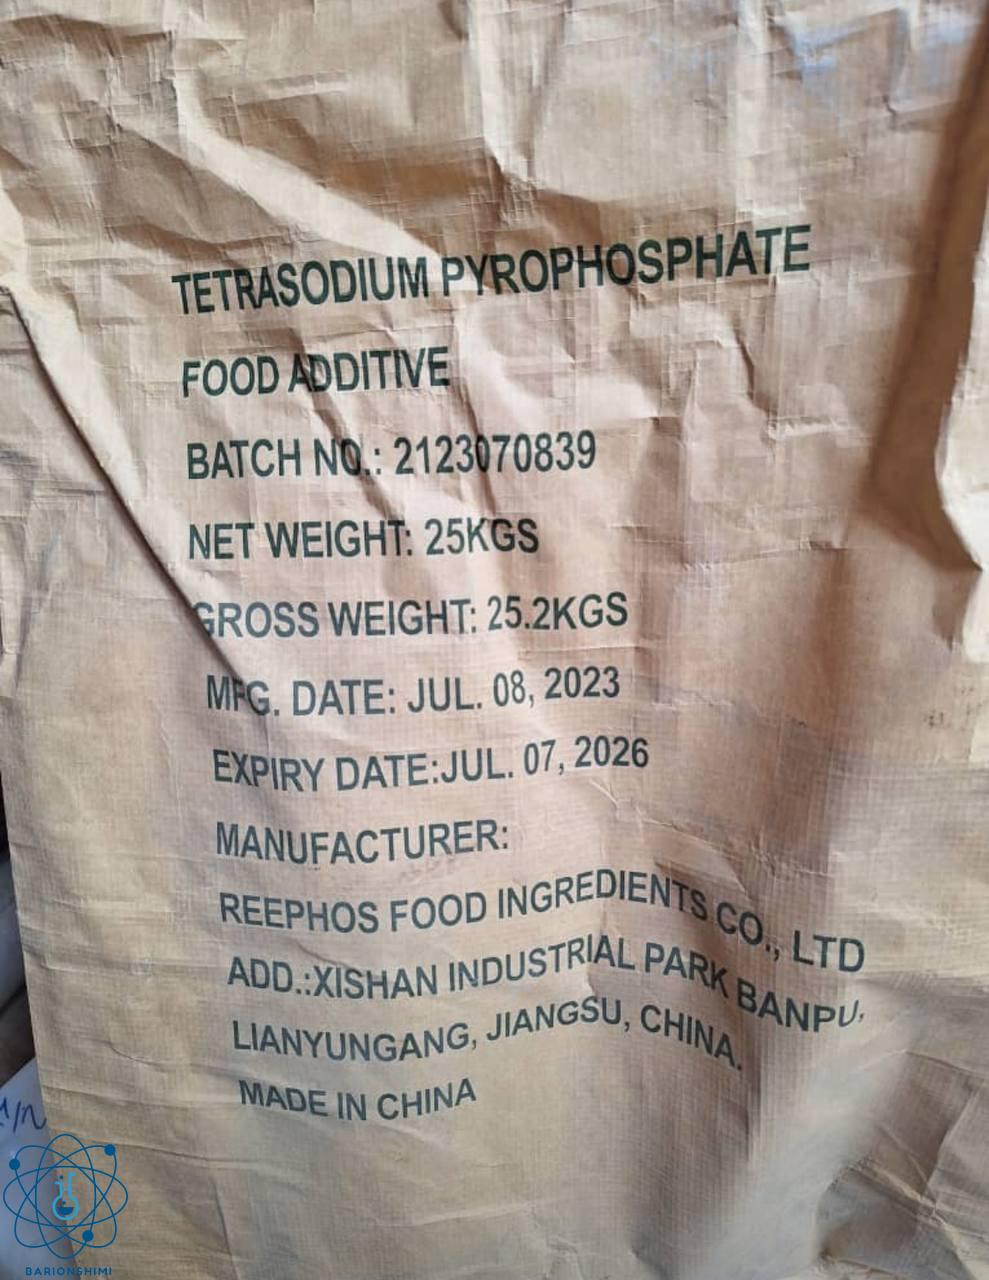 TETRASODIUM PYROPHOSPHATE
FOOD ADDITIVE
BATCH NO.: 2123070839
NET WEIGHT: 25KGS
GROSS WEIGHT: 25.2KGS
MFG. DATE: JUL. 08, 2023
EXPIRY DATE:JUL. 07, 2026
MANUFACTURER:
REEPHOS FOOD INGREDIENTS CO., LTD
ADD.:XISHAN INDUSTRIAL PARK BANPU,
LIANYUNGANG, JIANGSU, CHINA.
MADE IN CHINA
BARIONSHIMI